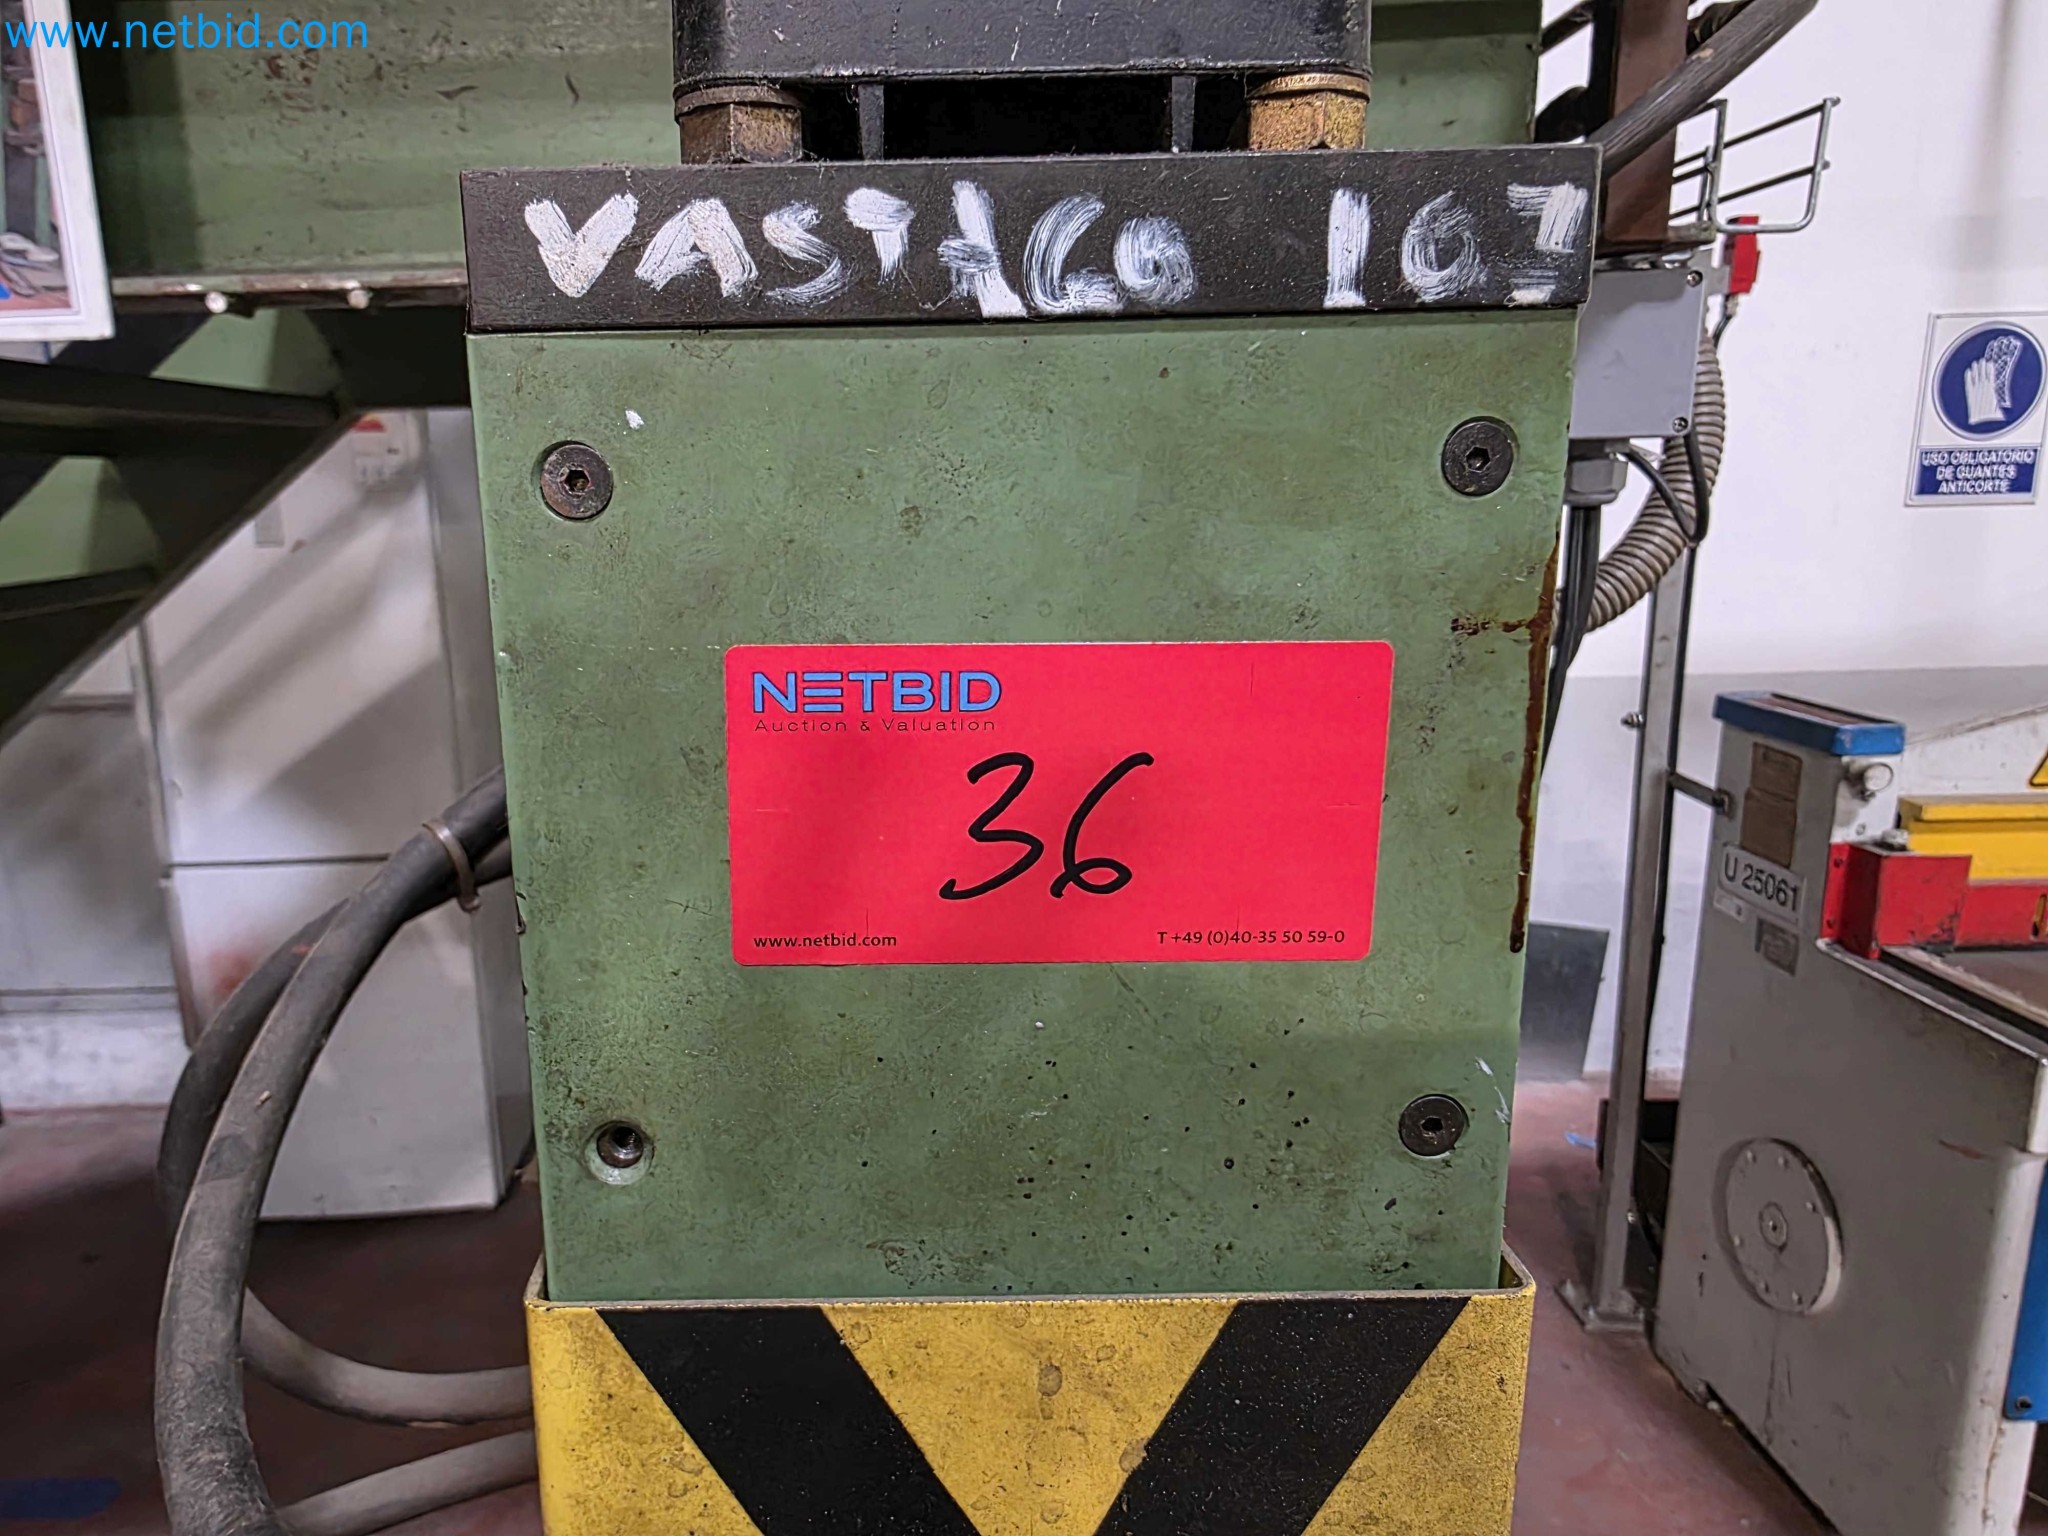 www.netbid.com
VASTAGO 103
USO OBLIGATORIO
DE GUANTES
ANTICORTE
NETBID
Auction & Valuation
36
www.netbid.com T +49 (0)40-35 50 59-0
U 25061